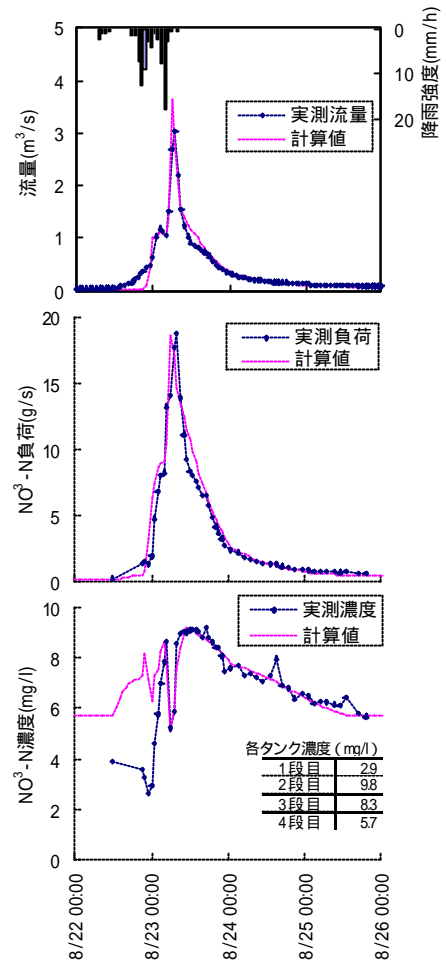 5
4
3
2
1
0
流量(m³/s)
0
10
20
降雨強度(mm/h)
実測流量
計算値
20
15
10
5
0
NO³-N負荷(g/s)
実測負荷
計算値
10
8
6
4
2
0
NO³-N濃度(mg/l)
実測濃度
計算値
各タンク濃度 (mg/l)
1段目 2.9
2段目 9.8
3段目 8.3
4段目 5.7
8/22 00:00
8/23 00:00
8/24 00:00
8/25 00:00
8/26 00:00